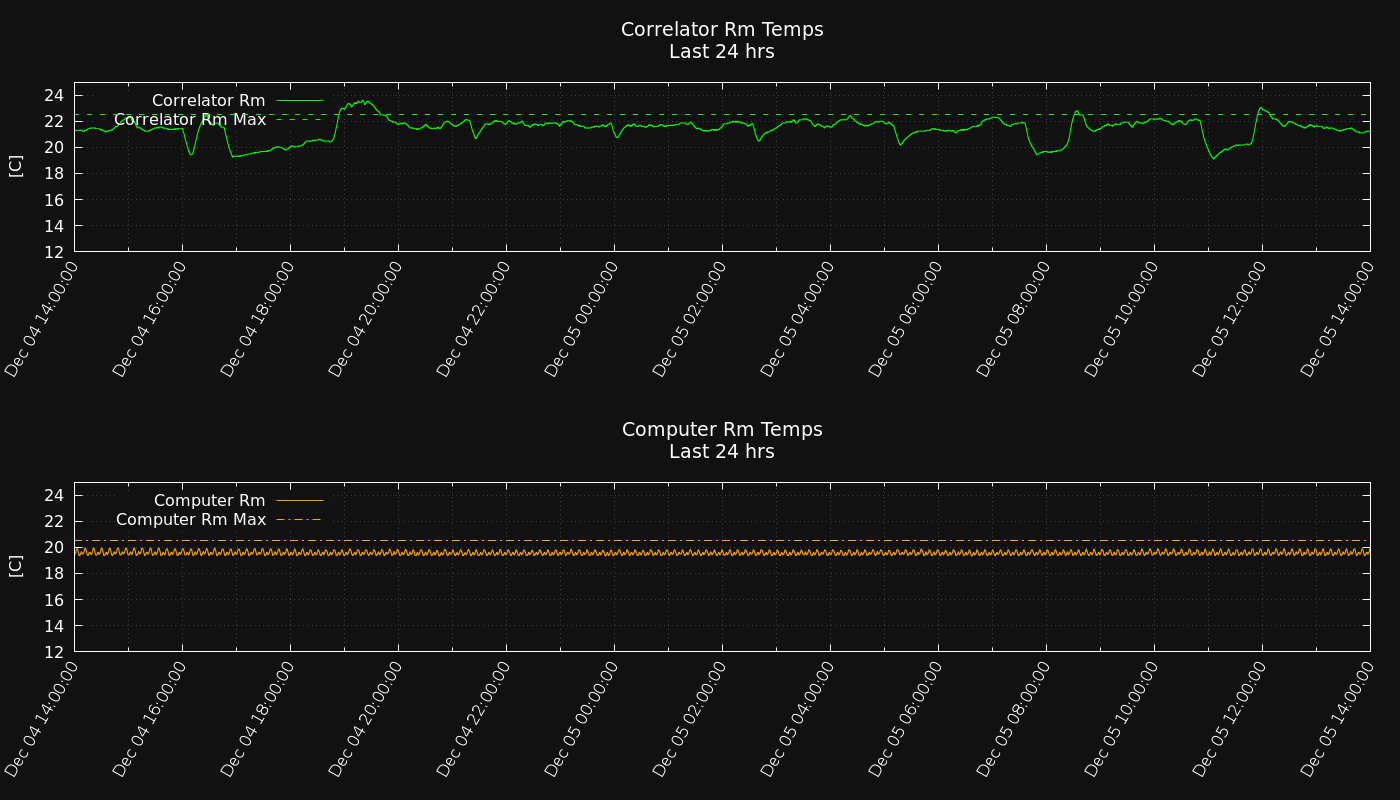 Correlator Rm Temps
Last 24 hrs
Correlator Rm
Correlator Rm Max
[C]
24
22
20
18
16
14
12
Dec 04 14:00:00
Dec 04 16:00:00
Dec 04 18:00:00
Dec 04 20:00:00
Dec 04 22:00:00
Dec 05 00:00:00
Dec 05 02:00:00
Dec 05 04:00:00
Dec 05 06:00:00
Dec 05 08:00:00
Dec 05 10:00:00
Dec 05 12:00:00
Dec 05 14:00:00
Computer Rm Temps
Last 24 hrs
Computer Rm
Computer Rm Max
[C]
24
22
20
18
16
14
12
Dec 04 14:00:00
Dec 04 16:00:00
Dec 04 18:00:00
Dec 04 20:00:00
Dec 04 22:00:00
Dec 05 00:00:00
Dec 05 02:00:00
Dec 05 04:00:00
Dec 05 06:00:00
Dec 05 08:00:00
Dec 05 10:00:00
Dec 05 12:00:00
Dec 05 14:00:00